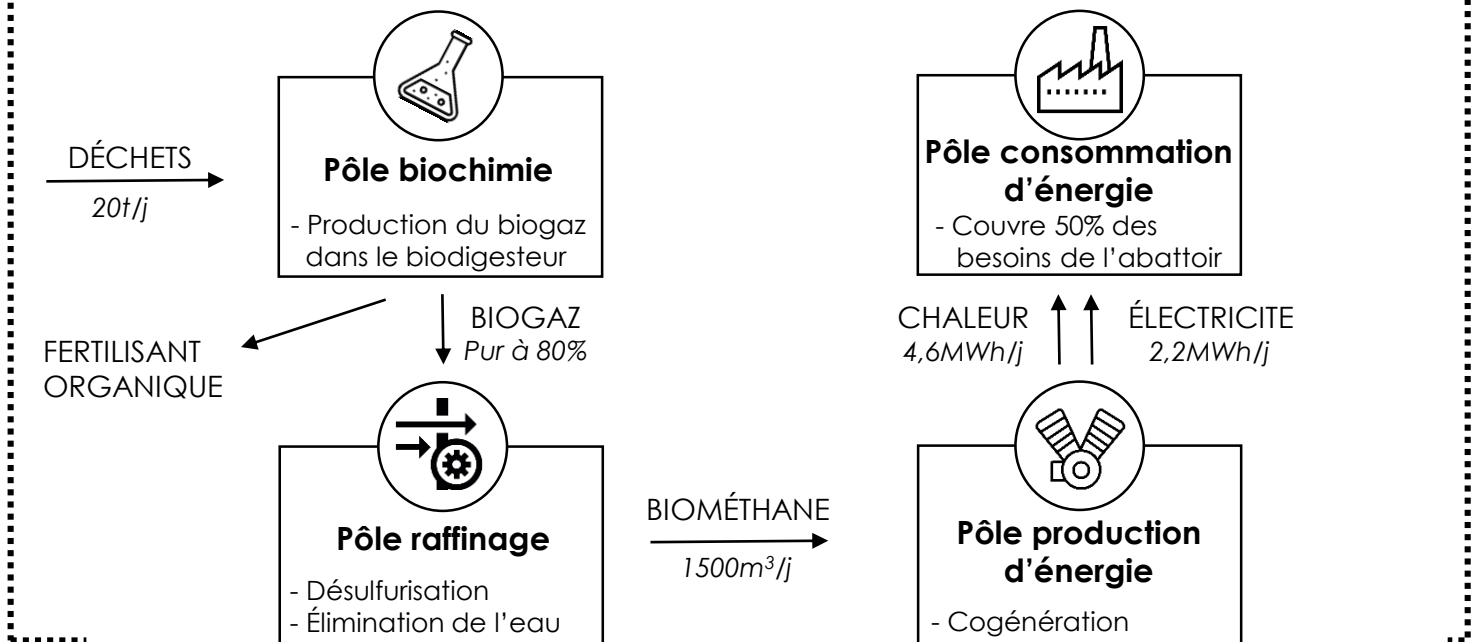 DÉCHETS
20t/j
Pôle biochimie
- Production du biogaz
dans le biodigesteur
FERTILISANT
ORGANIQUE
BIOGAZ
Pur à 80%
Pôle raffinage
- Désulfurisation
- Élimination de l'eau
BIOMÉTHANE
1500m³/j
Pôle production
d'énergie
- Cogénération
CHALEUR
4,6MWh/j
ÉLECTRICITE
2,2MWh/j
Pôle consommation
d'énergie
- Couvre 50% des
besoins de l'abattoir